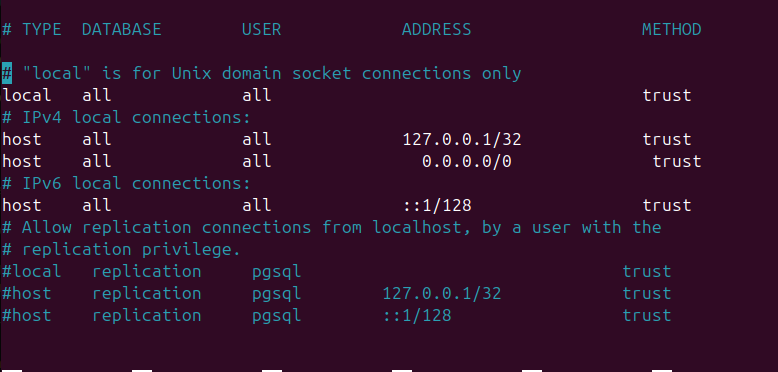 # TYPE  DATABASE        USER            ADDRESS                 METHOD
# "local" is for Unix domain socket connections only
local   all             all                                     trust
# IPv4 local connections:
host    all             all             127.0.0.1/32            trust
host    all             all               0.0.0.0/0              trust
# IPv6 local connections:
host    all             all             ::1/128                 trust
# Allow replication connections from localhost, by a user with the
# replication privilege.
#local   replication     pgsql                                trust
#host    replication     pgsql        127.0.0.1/32            trust
#host    replication     pgsql        ::1/128                 trust